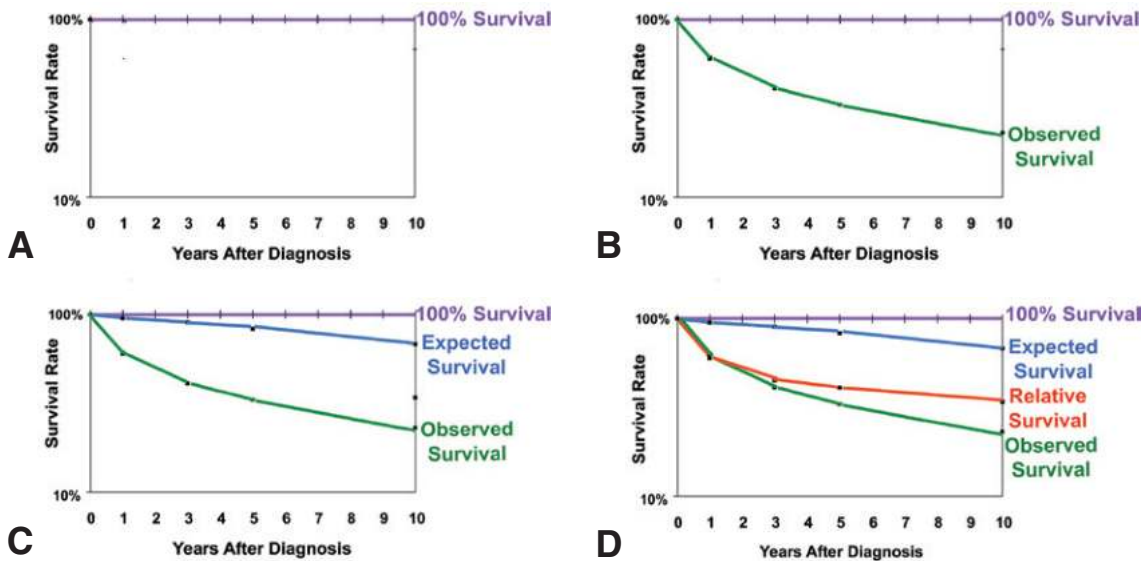 100%
100% Survival
Survival Rate
10%
0 1 2 3 4 5 6 7 8 9 10
Years After Diagnosis
A
100%
100% Survival
Survival Rate
Observed
Survival
10%
0 1 2 3 4 5 6 7 8 9 10
Years After Diagnosis
B
100%
100% Survival
Survival Rate
Expected
Survival
Observed
Survival
10%
0 1 2 3 4 5 6 7 8 9 10
Years After Diagnosis
C
100%
100% Survival
Survival Rate
Expected
Survival
Relative
Survival
Observed
Survival
10%
0 1 2 3 4 5 6 7 8 9 10
Years After Diagnosis
D